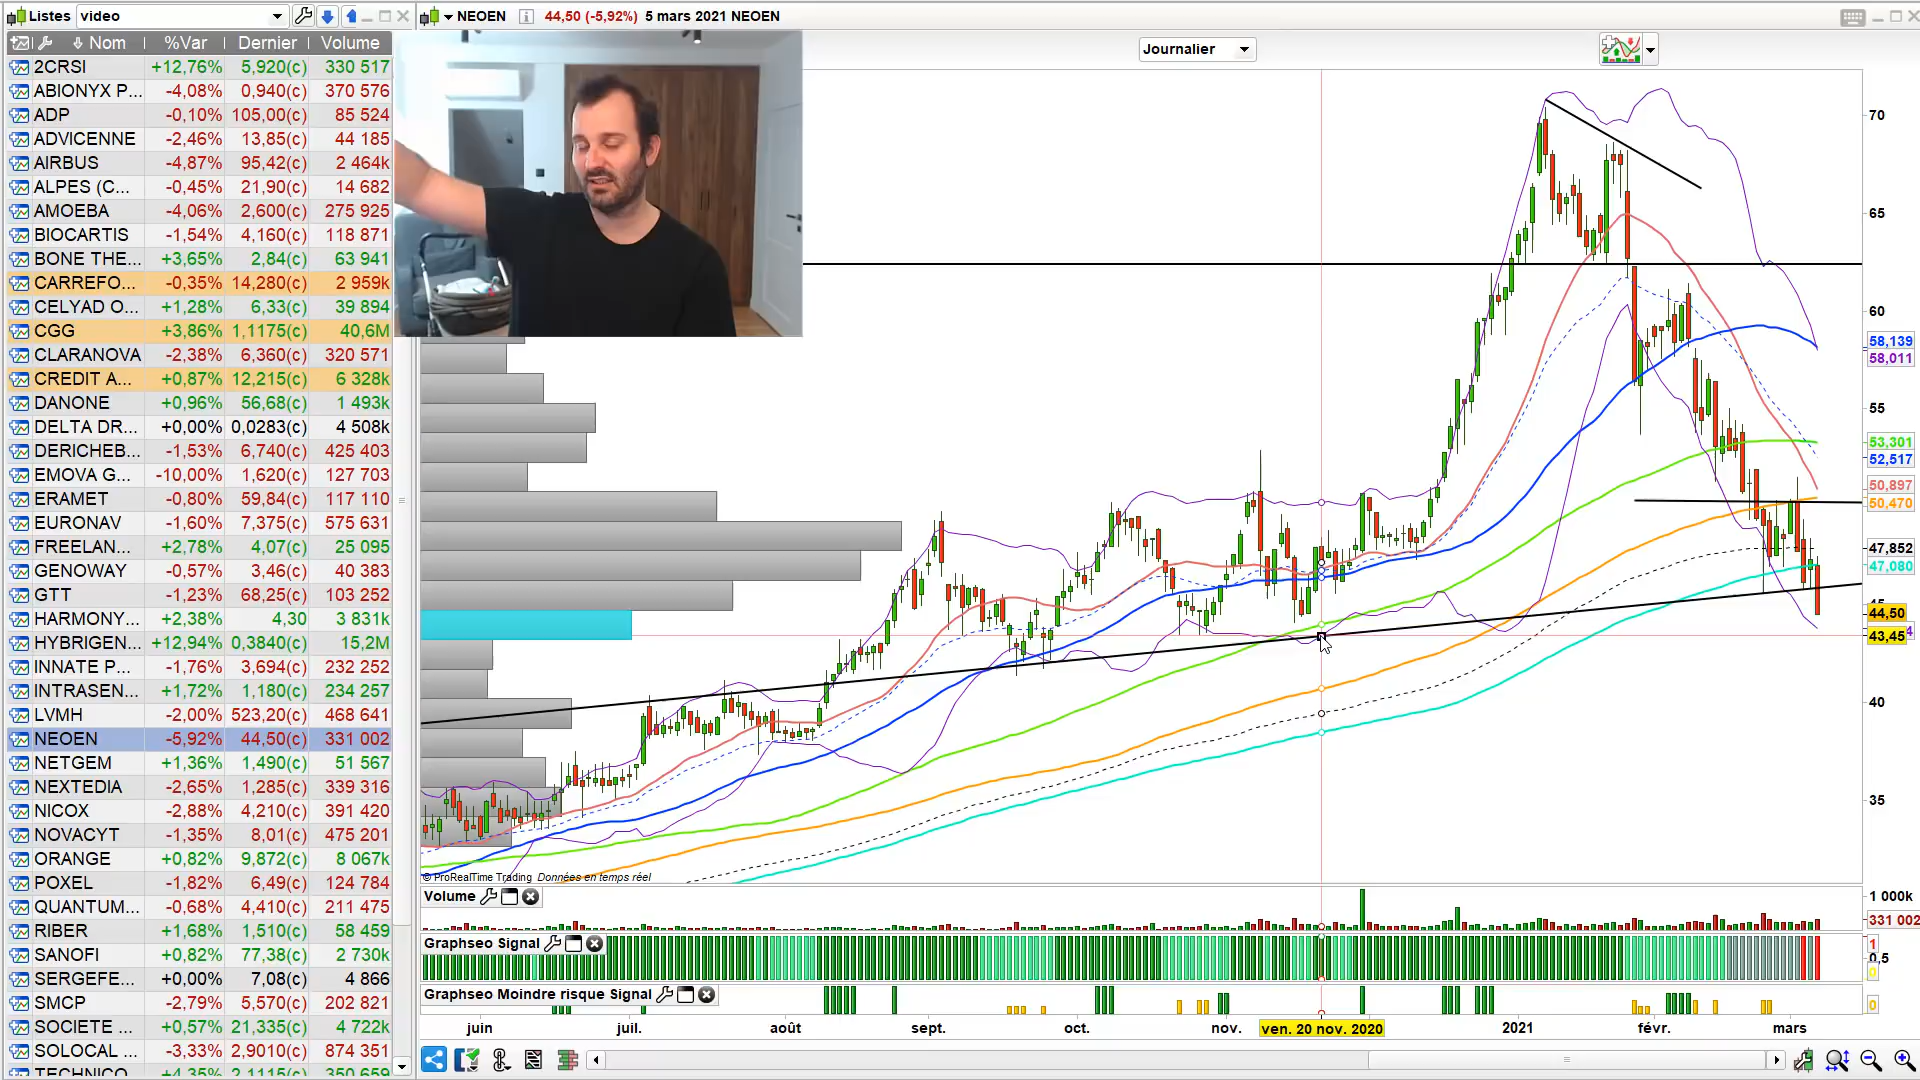 Listes video
NEOEN 44,50 (-5,92%) 5 mars 2021 NEOEN
Nom %Var Dernier Volume
Journalier
2CRSI +12,76% 5,920(c) 330 517
ABIONYX P... -4,08% 0,940(c) 370 576
ADP -0,10% 105,00(c) 85 524
ADVICENNE -2,46% 13,85(c) 44 185
AIRBUS -4,87% 95,42(c) 2 464k
ALPES (C... -0,45% 21,90(c) 14 682
AMOEBA -4,06% 2,600(c) 275 925
BIOCARTIS -1,54% 4,160(c) 118 871
BONE THE... +3,65% 2,84(c) 63 941
CARREFO... -0,35% 14,280(c) 2 959k
CELYAD O... +1,28% 6,33(c) 39 894
CGG +3,86% 1,1175(c) 40,6M
CLARANOVA -2,38% 6,360(c) 320 571
CREDIT A... +0,87% 12,215(c) 6 328k
DANONE +0,96% 56,68(c) 1 493k
DELTA DR... +0,00% 0,0283(c) 4 508k
DERICHEB... -1,53% 6,740(c) 425 403
EMOVA G... -10,00% 1,620(c) 127 703
ERAMET -0,80% 59,84(c) 117 110
EURONAV -1,60% 7,375(c) 575 631
FREELAN... +2,78% 4,07(c) 25 095
GENOWAY -0,57% 3,46(c) 40 383
GTT -1,23% 68,25(c) 103 252
HARMONY... +2,38% 4,30 3 831k
HYBRIGEN... +12,94% 0,3840(c) 15,2M
INNATE P... -1,76% 3,694(c) 232 252
INTRASEN... +1,72% 1,180(c) 234 257
LVMH -2,00% 523,20(c) 468 641
NEOEN -5,92% 44,50(c) 331 002
NETGEM +1,36% 1,490(c) 51 567
NEXTEDIA -2,65% 1,285(c) 339 316
NICOX -2,88% 4,210(c) 391 420
NOVACYT -1,35% 8,01(c) 475 201
ORANGE +0,82% 9,872(c) 8 067k
POXEL -1,82% 6,49(c) 124 784
QUANTUM... -0,68% 4,410(c) 211 475
RIBER +1,68% 1,510(c) 58 459
SANOFI +0,82% 77,38(c) 2 730k
SERGEFE... +0,00% 7,08(c) 4 866
SMCP -2,79% 5,570(c) 202 821
SOCIETE ... +0,57% 21,335(c) 4 722k
SOLOCAL ... -3,33% 2,9010(c) 874 351
TECHNICO +4,35% 2,1115(c) 350 659
70
65
60
58,139
58,011
55
53,301
52,517
50,897
50,470
47,852
47,080
44,50
43,45
40
35
© ProRealTime Trading Données en temps réel
Volume
1 000k
331 002
Graphseo Signal
1
0,5
0
Graphseo Moindre risque Signal
0
juin juil. août sept. oct. nov. ven. 20 nov. 2020 2021 févr. mars